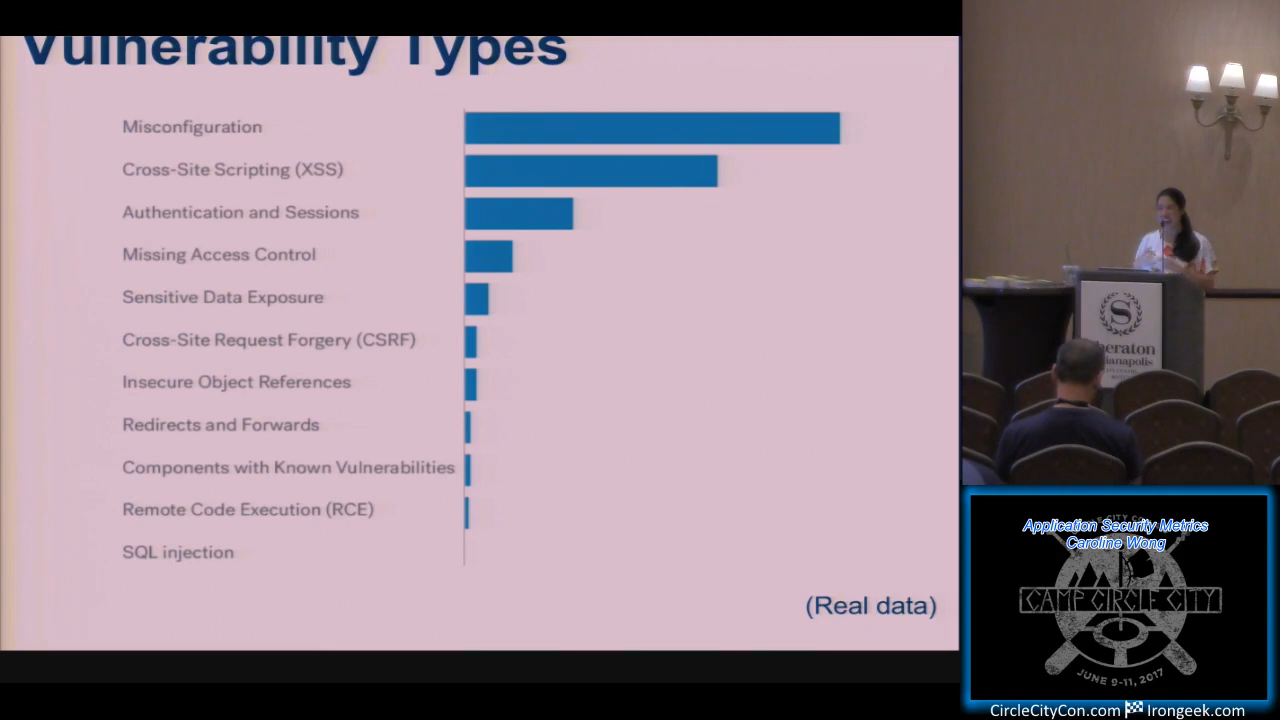 Vulnerability Types
Misconfiguration
Cross-Site Scripting (XSS)
Authentication and Sessions
Missing Access Control
Sensitive Data Exposure
Cross-Site Request Forgery (CSRF)
Insecure Object References
Redirects and Forwards
Components with Known Vulnerabilities
Remote Code Execution (RCE)
SQL injection
(Real data)
S
Sheraton
Indianapolis
Application Security Metrics
Caroline Wong
CAMP CIRCLE CITY
JUNE 9-11, 2017
CircleCityCon.com Irongeek.com